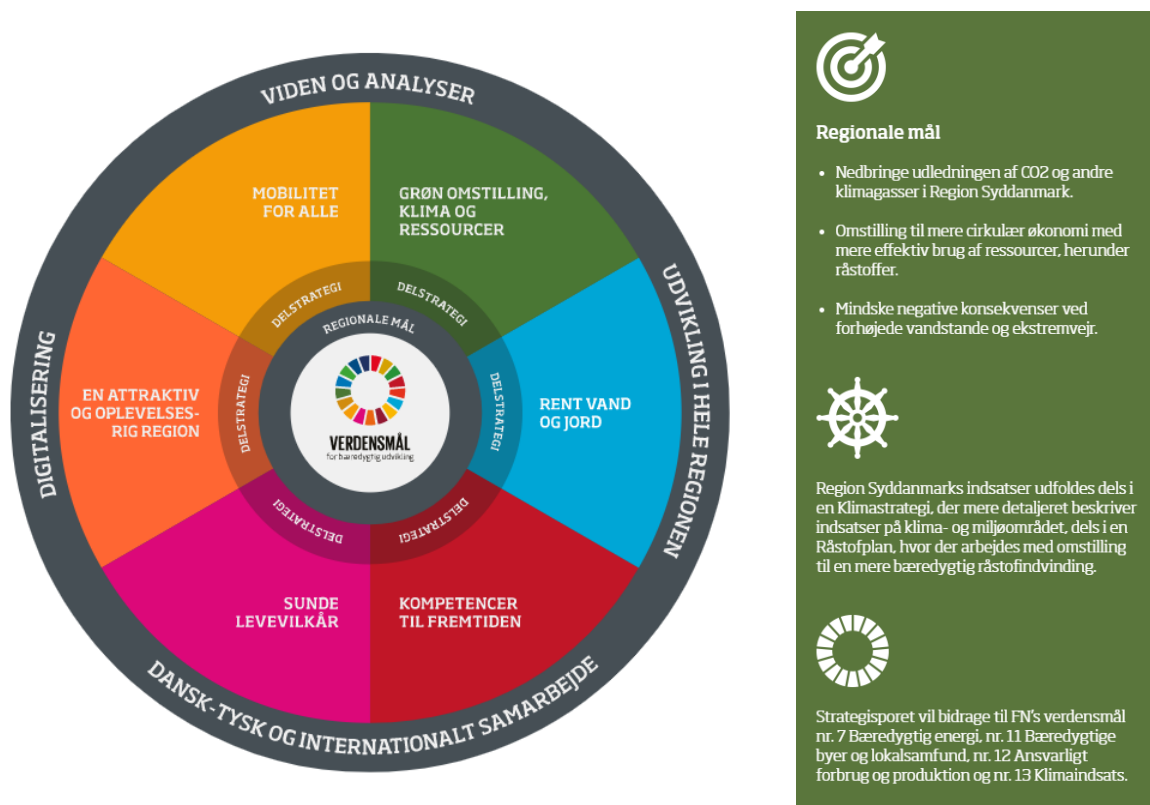 VIDEN OG ANALYSER
MOBILITET
FOR ALLE
GRØN OMSTILLING,
KLIMA OG
RESSOURCER
UDVIKLING I HELE REGIONEN
DIGITALISERING
DELSTRATEGI
DELSTRATEGI
REGIONALE MÅL
EN ATTRAKTIV
OG OPLEVELSES-
RIG REGION
DELSTRATEGI
VERDENSMÅL
for bæredygtig udvikling
DELSTRATEGI
RENT VAND
OG JORD
DELSTRATEGI
DELSTRATEGI
SUNDE
LEVEVILKÅR
KOMPETENCER
TIL FREMTIDEN
DANSK-TYSK OG INTERNATIONALT SAMARBEJDE
Regionale mål
• Nedbringe udledningen af CO2 og andre
klimagasser i Region Syddanmark.
• Omstilling til mere cirkulær økonomi med
mere effektiv brug af ressourcer, herunder
råstoffer.
• Mindske negative konsekvenser ved
forhøjede vandstande og ekstremvejr.
Region Syddanmarks indsatser udfoldes dels i
en Klimastrategi, der mere detaljeret beskriver
indsatser på klima- og miljøområdet, dels i en
Råstofplan, hvor der arbejdes med omstilling
til en mere bæredygtig råstofindvinding.
Strategisporet vil bidrage til FN's verdensmål
nr. 7 Bæredygtig energi, nr. 11 Bæredygtige
byer og lokalsamfund, nr. 12 Ansvarligt
forbrug og produktion og nr. 13 Klimaindsats.